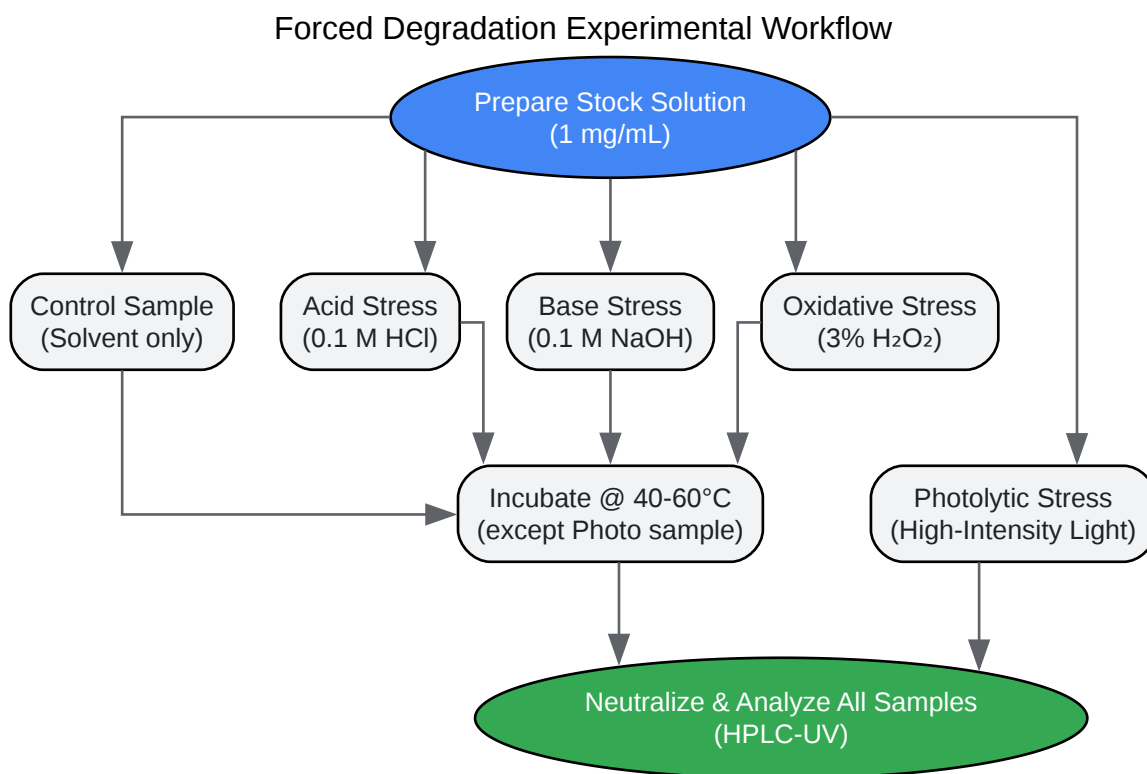 Forced Degradation Experimental Workflow
Prepare Stock Solution
(1 mg/mL)
Control Sample
(Solvent only)
Acid Stress
(0.1 M HCl)
Base Stress
(0.1 M NaOH)
Oxidative Stress
(3% H₂O₂)
Incubate @ 40-60°C
(except Photo sample)
Photolytic Stress
(High-Intensity Light)
Neutralize & Analyze All Samples
(HPLC-UV)